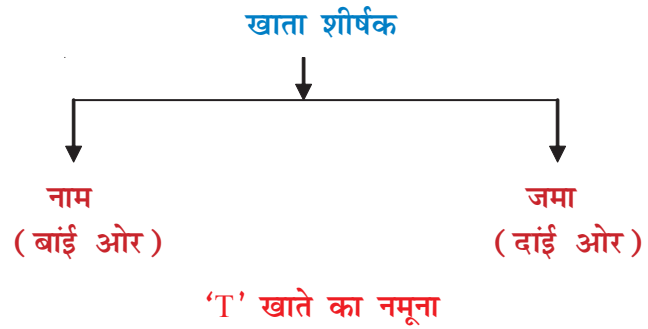 खाता शीर्षक
नाम
(बांई ओर)
जमा
(दांई ओर)
‘T’ खाते का नमूना